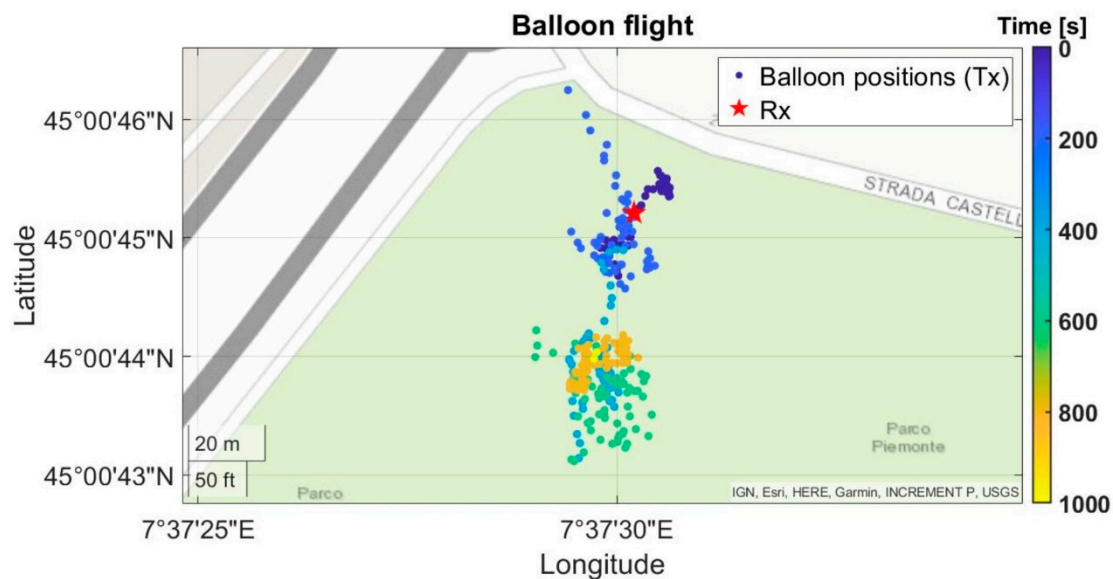 Balloon flight
Time [s]
Balloon positions (Tx)
Rx
0
200
400
600
800
1000
45°00'46"N
45°00'45"N
45°00'44"N
45°00'43"N
Latitude
STRADA CASTELL
Parco
Piemonte
20 m
50 ft
Parco
IGN, Esri, HERE, Garmin, INCREMENT P, USGS
7°37'25"E
7°37'30"E
Longitude